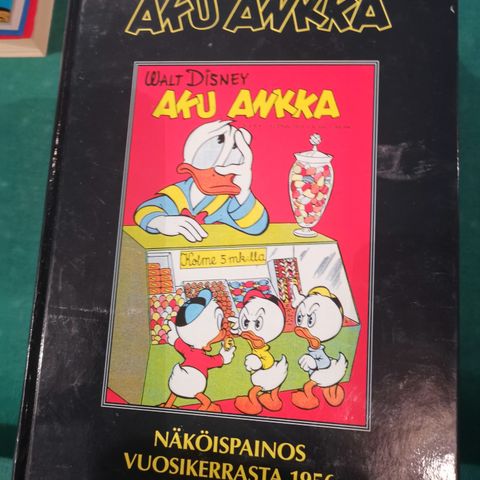 AKU ANKKA
WALT DISNEY
AKU ANKKA
Kolme 5 mk:lla
NÄKÖISPAINOS
VUOSIKERRASTA 1956